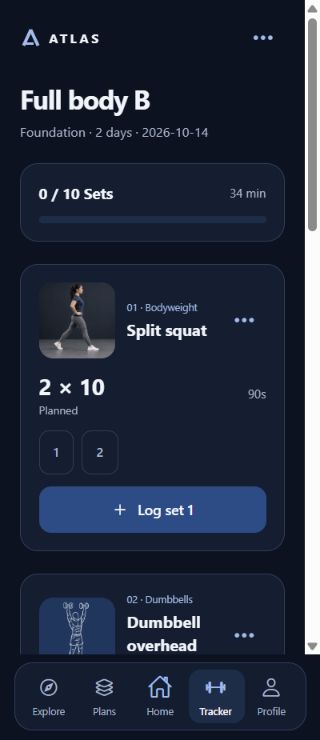 ATLAS
Full body B
Foundation · 2 days · 2026-10-14
0 / 10 Sets
34 min
01 · Bodyweight
Split squat
2 × 10
Planned
90s
1
2
+ Log set 1
02 · Dumbbells
Dumbbell
overhead
Explore
Plans
Home
Tracker
Profile